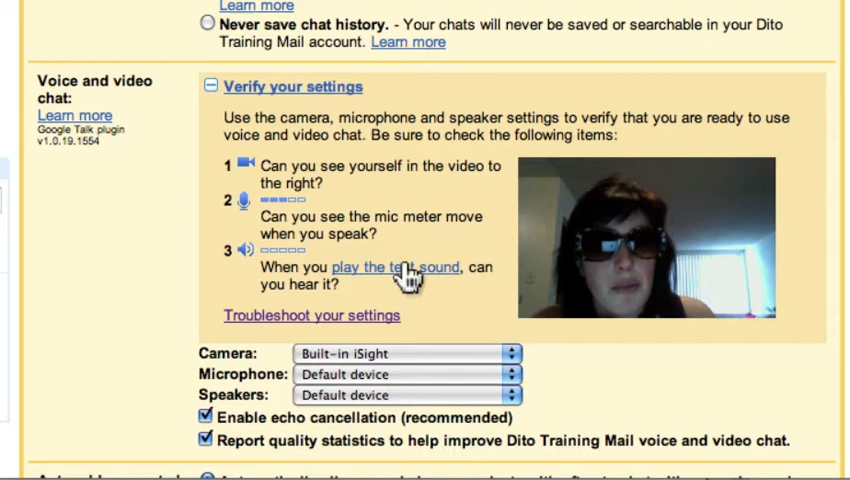 Learn more
Never save chat history. - Your chats will never be saved or searchable in your Dito
Training Mail account. Learn more
Voice and video
chat:
Learn more
Google Talk plugin
v1.0.19.1554
Verify your settings
Use the camera, microphone and speaker settings to verify that you are ready to use
voice and video chat. Be sure to check the following items:
1 Can you see yourself in the video to
the right?
2
Can you see the mic meter move
when you speak?
3
When you play the test sound, can
you hear it?
Troubleshoot your settings
Camera: Built-in iSight
Microphone: Default device
Speakers: Default device
Enable echo cancellation (recommended)
Report quality statistics to help improve Dito Training Mail voice and video chat.